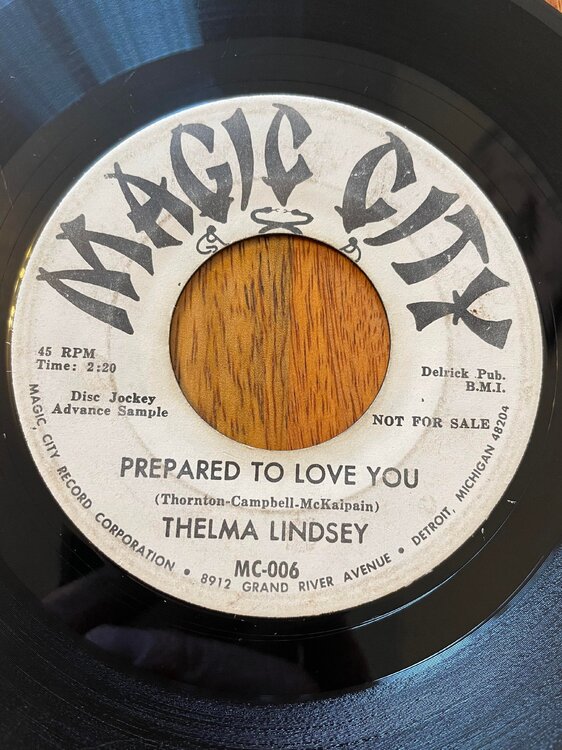 MAGIC CITY
45 RPM
Time: 2:20
Disc Jockey
Advance Sample
Delrick Pub.
B.M.I.
NOT FOR SALE
PREPARED TO LOVE YOU
(Thornton-Campbell-McKaipain)
THELMA LINDSEY
MC-006
MAGIC CITY RECORD CORPORATION • 8912 GRAND RIVER AVENUE • DETROIT, MICHIGAN 48204